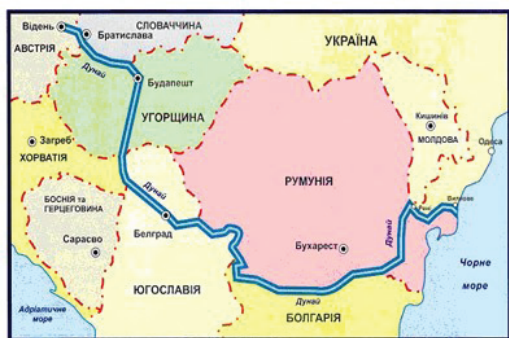 Відень
СЛОВАЧЧИНА
Братислава
АВСТРІЯ
УКРАЇНА
Дунай
Будапешт
УГОРЩИНА
Кишинів
МОЛДОВА
Одеса
Загреб
ХОРВАТІЯ
РУМУНІЯ
БОСНІЯ та
ГЕРЦЕГОВИНА
Дунай
Рені
Вилкове
Белград
Сараєво
Бухарест
Дунай
Чорне
море
ЮГОСЛАВІЯ
Адріатичне
море
Дунай
БОЛГАРІЯ